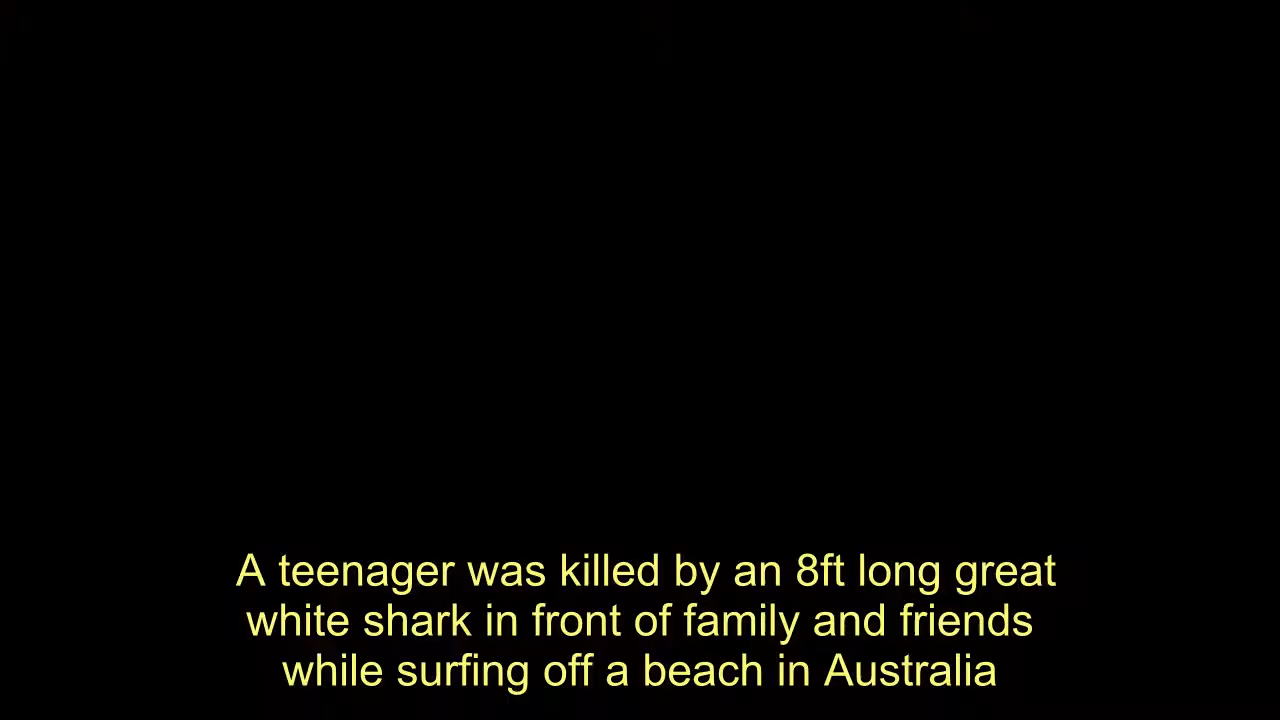 A teenager was killed by an 8ft long great
white shark in front of family and friends
while surfing off a beach in Australia